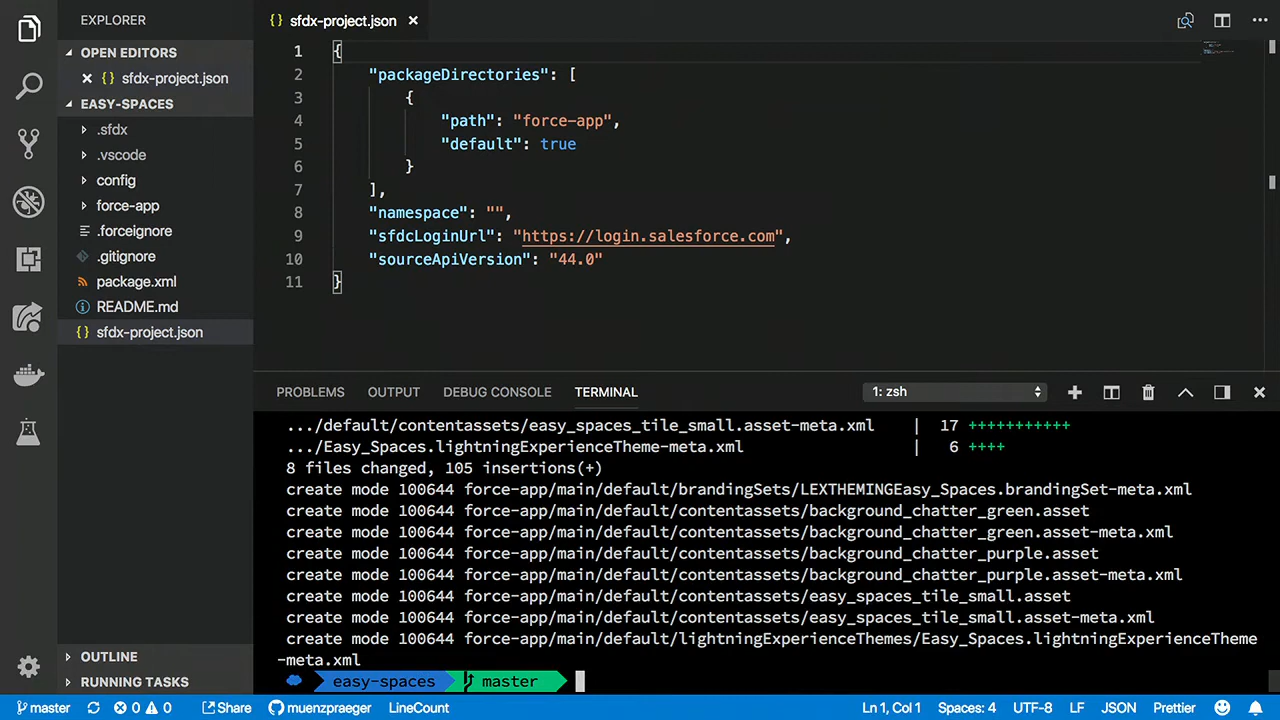 EXPLORER
OPEN EDITORS
{} sfdx-project.json
EASY-SPACES
.sfdx
.vscode
config
force-app
.forceignore
.gitignore
package.xml
README.md
{} sfdx-project.json
OUTLINE
RUNNING TASKS
{} sfdx-project.json
1 {
2 "packageDirectories": [
3 {
4 "path": "force-app",
5 "default": true
6 }
7 ],
8 "namespace": "",
9 "sfdcLoginUrl": "https://login.salesforce.com",
10 "sourceApiVersion": "44.0"
11 }
PROBLEMS OUTPUT DEBUG CONSOLE TERMINAL 1: zsh
.../default/contentassets/easy_spaces_tile_small.asset-meta.xml | 17 +++++++++++
.../Easy_Spaces.lightningExperienceTheme-meta.xml | 6 ++++
8 files changed, 105 insertions(+)
create mode 100644 force-app/main/default/brandingSets/LEXTHEMINGEasy_Spaces.brandingSet-meta.xml
create mode 100644 force-app/main/default/contentassets/background_chatter_green.asset
create mode 100644 force-app/main/default/contentassets/background_chatter_green.asset-meta.xml
create mode 100644 force-app/main/default/contentassets/background_chatter_purple.asset
create mode 100644 force-app/main/default/contentassets/background_chatter_purple.asset-meta.xml
create mode 100644 force-app/main/default/contentassets/easy_spaces_tile_small.asset
create mode 100644 force-app/main/default/contentassets/easy_spaces_tile_small.asset-meta.xml
create mode 100644 force-app/main/default/lightningExperienceThemes/Easy_Spaces.lightningExperienceTheme
-meta.xml
easy-spaces master
master 0 0 Share muenzpraeger LineCount Ln 1, Col 1 Spaces: 4 UTF-8 LF JSON Prettier